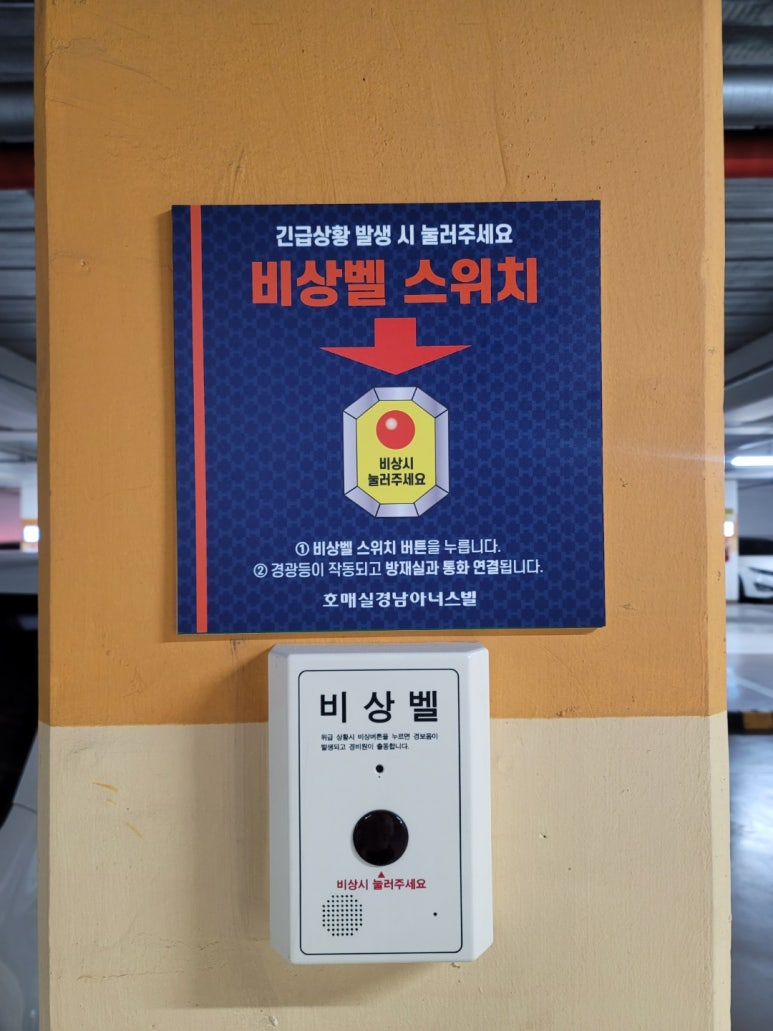 긴급상황 발생 시 눌러주세요
비상벨 스위치
비상시
눌러주세요
① 비상벨 스위치 버튼을 누릅니다.
② 경광등이 작동되고 방재실과 통화 연결됩니다.
호매실경남아너스빌
비상벨
위급 상황시 비상버튼을 누르면 경보음이
발생되고 경비원이 출동합니다.
비상시 눌러주세요